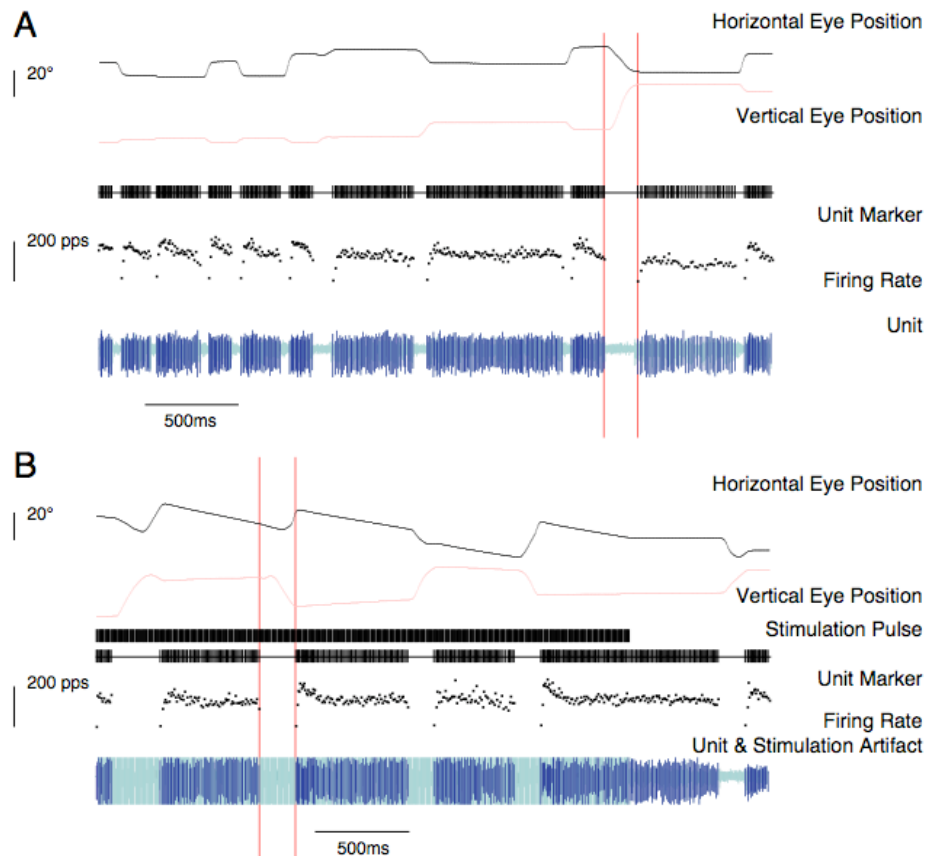 A
Horizontal Eye Position
20°
Vertical Eye Position
Unit Marker
200 pps
Firing Rate
Unit
500ms
B
Horizontal Eye Position
20°
Vertical Eye Position
Stimulation Pulse
Unit Marker
200 pps
Firing Rate
Unit & Stimulation Artifact
500ms